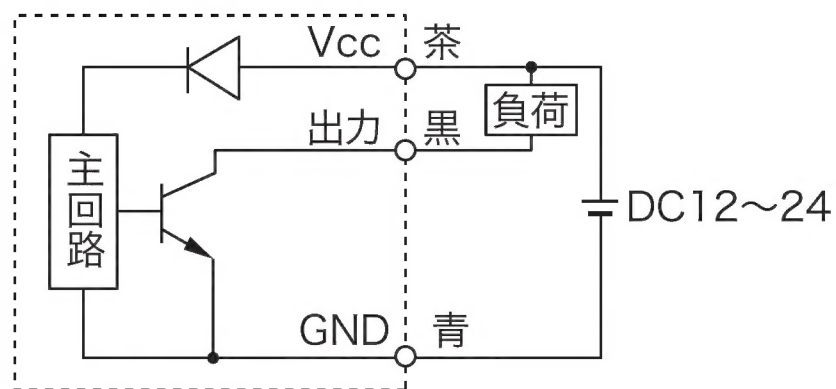 Vcc 茶
負荷
出力 黒
主回路
DC12～24
GND 青